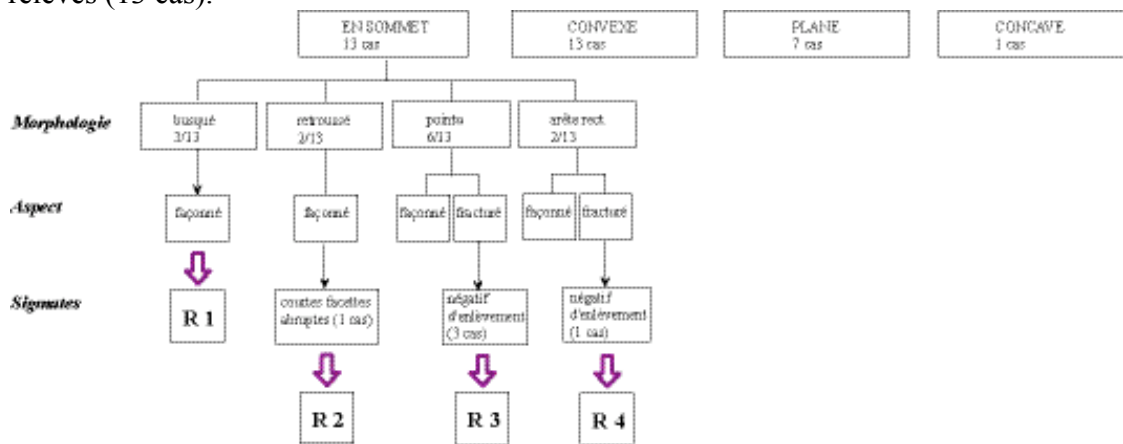 relevés (13 cas).
EN SOMMET
13 cas
CONVEXE
13 cas
PLANE
7 cas
CONCAVE
1 cas
Morphologie
busqué
3/13
retroussé
2/13
pointe
6/13
arête rect.
2/13
Aspect
façonné
façonné
façonné
fracturé
façonné
fracturé
Stigmates
R 1
courtes facettes
abruptes (1 cas)
négatif
d'enlèvement
(3 cas)
négatif
d'enlèvement
(1 cas)
R 2
R 3
R 4